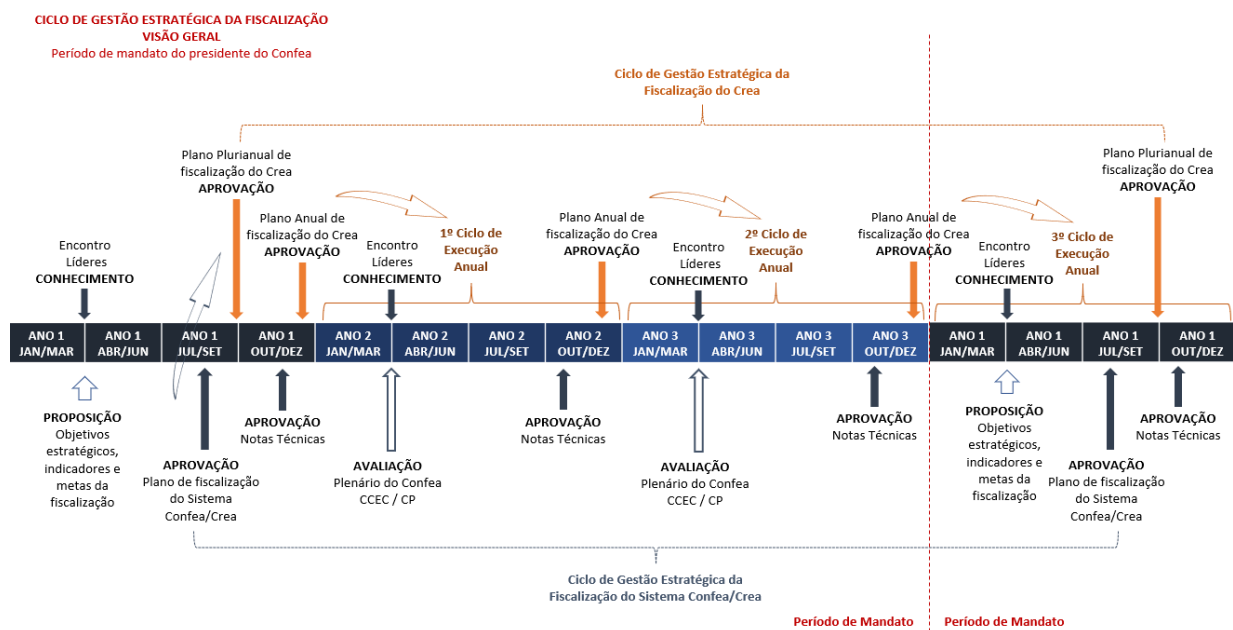 CICLO DE GESTÃO ESTRATÉGICA DA FISCALIZAÇÃO
VISÃO GERAL
Período de mandato do presidente do Confea
Ciclo de Gestão Estratégica da
Fiscalização do Crea
Plano Plurianual de
fiscalização do Crea
APROVAÇÃO
Plano Plurianual de
fiscalização do Crea
APROVAÇÃO
Encontro
Líderes
CONHECIMENTO
Plano Anual de
fiscalização do Crea
APROVAÇÃO
Encontro
Líderes
CONHECIMENTO
1º Ciclo de
Execução
Anual
Plano Anual de
fiscalização do Crea
APROVAÇÃO
Encontro
Líderes
CONHECIMENTO
2º Ciclo de
Execução
Anual
Plano Anual de
fiscalização do Crea
APROVAÇÃO
Encontro
Líderes
CONHECIMENTO
3º Ciclo de
Execução
Anual
ANO 1
JAN/MAR
ANO 1
ABR/JUN
ANO 1
JUL/SET
ANO 1
OUT/DEZ
ANO 2
JAN/MAR
ANO 2
ABR/JUN
ANO 2
JUL/SET
ANO 2
OUT/DEZ
ANO 3
JAN/MAR
ANO 3
ABR/JUN
ANO 3
JUL/SET
ANO 3
OUT/DEZ
ANO 1
JAN/MAR
ANO 1
ABR/JUN
ANO 1
JUL/SET
ANO 1
OUT/DEZ
PROPOSIÇÃO
Objetivos
estratégicos,
indicadores e
metas da
fiscalização
APROVAÇÃO
Plano de fiscalização
do Sistema
Confea/Crea
APROVAÇÃO
Notas Técnicas
AVALIAÇÃO
Plenário do Confea
CCEC / CP
APROVAÇÃO
Notas Técnicas
AVALIAÇÃO
Plenário do Confea
CCEC / CP
APROVAÇÃO
Notas Técnicas
PROPOSIÇÃO
Objetivos
estratégicos,
indicadores e
metas da
fiscalização
APROVAÇÃO
Plano de fiscalização
do Sistema
Confea/Crea
APROVAÇÃO
Notas Técnicas
Ciclo de Gestão Estratégica da
Fiscalização do Sistema Confea/Crea
Período de Mandato
Período de Mandato